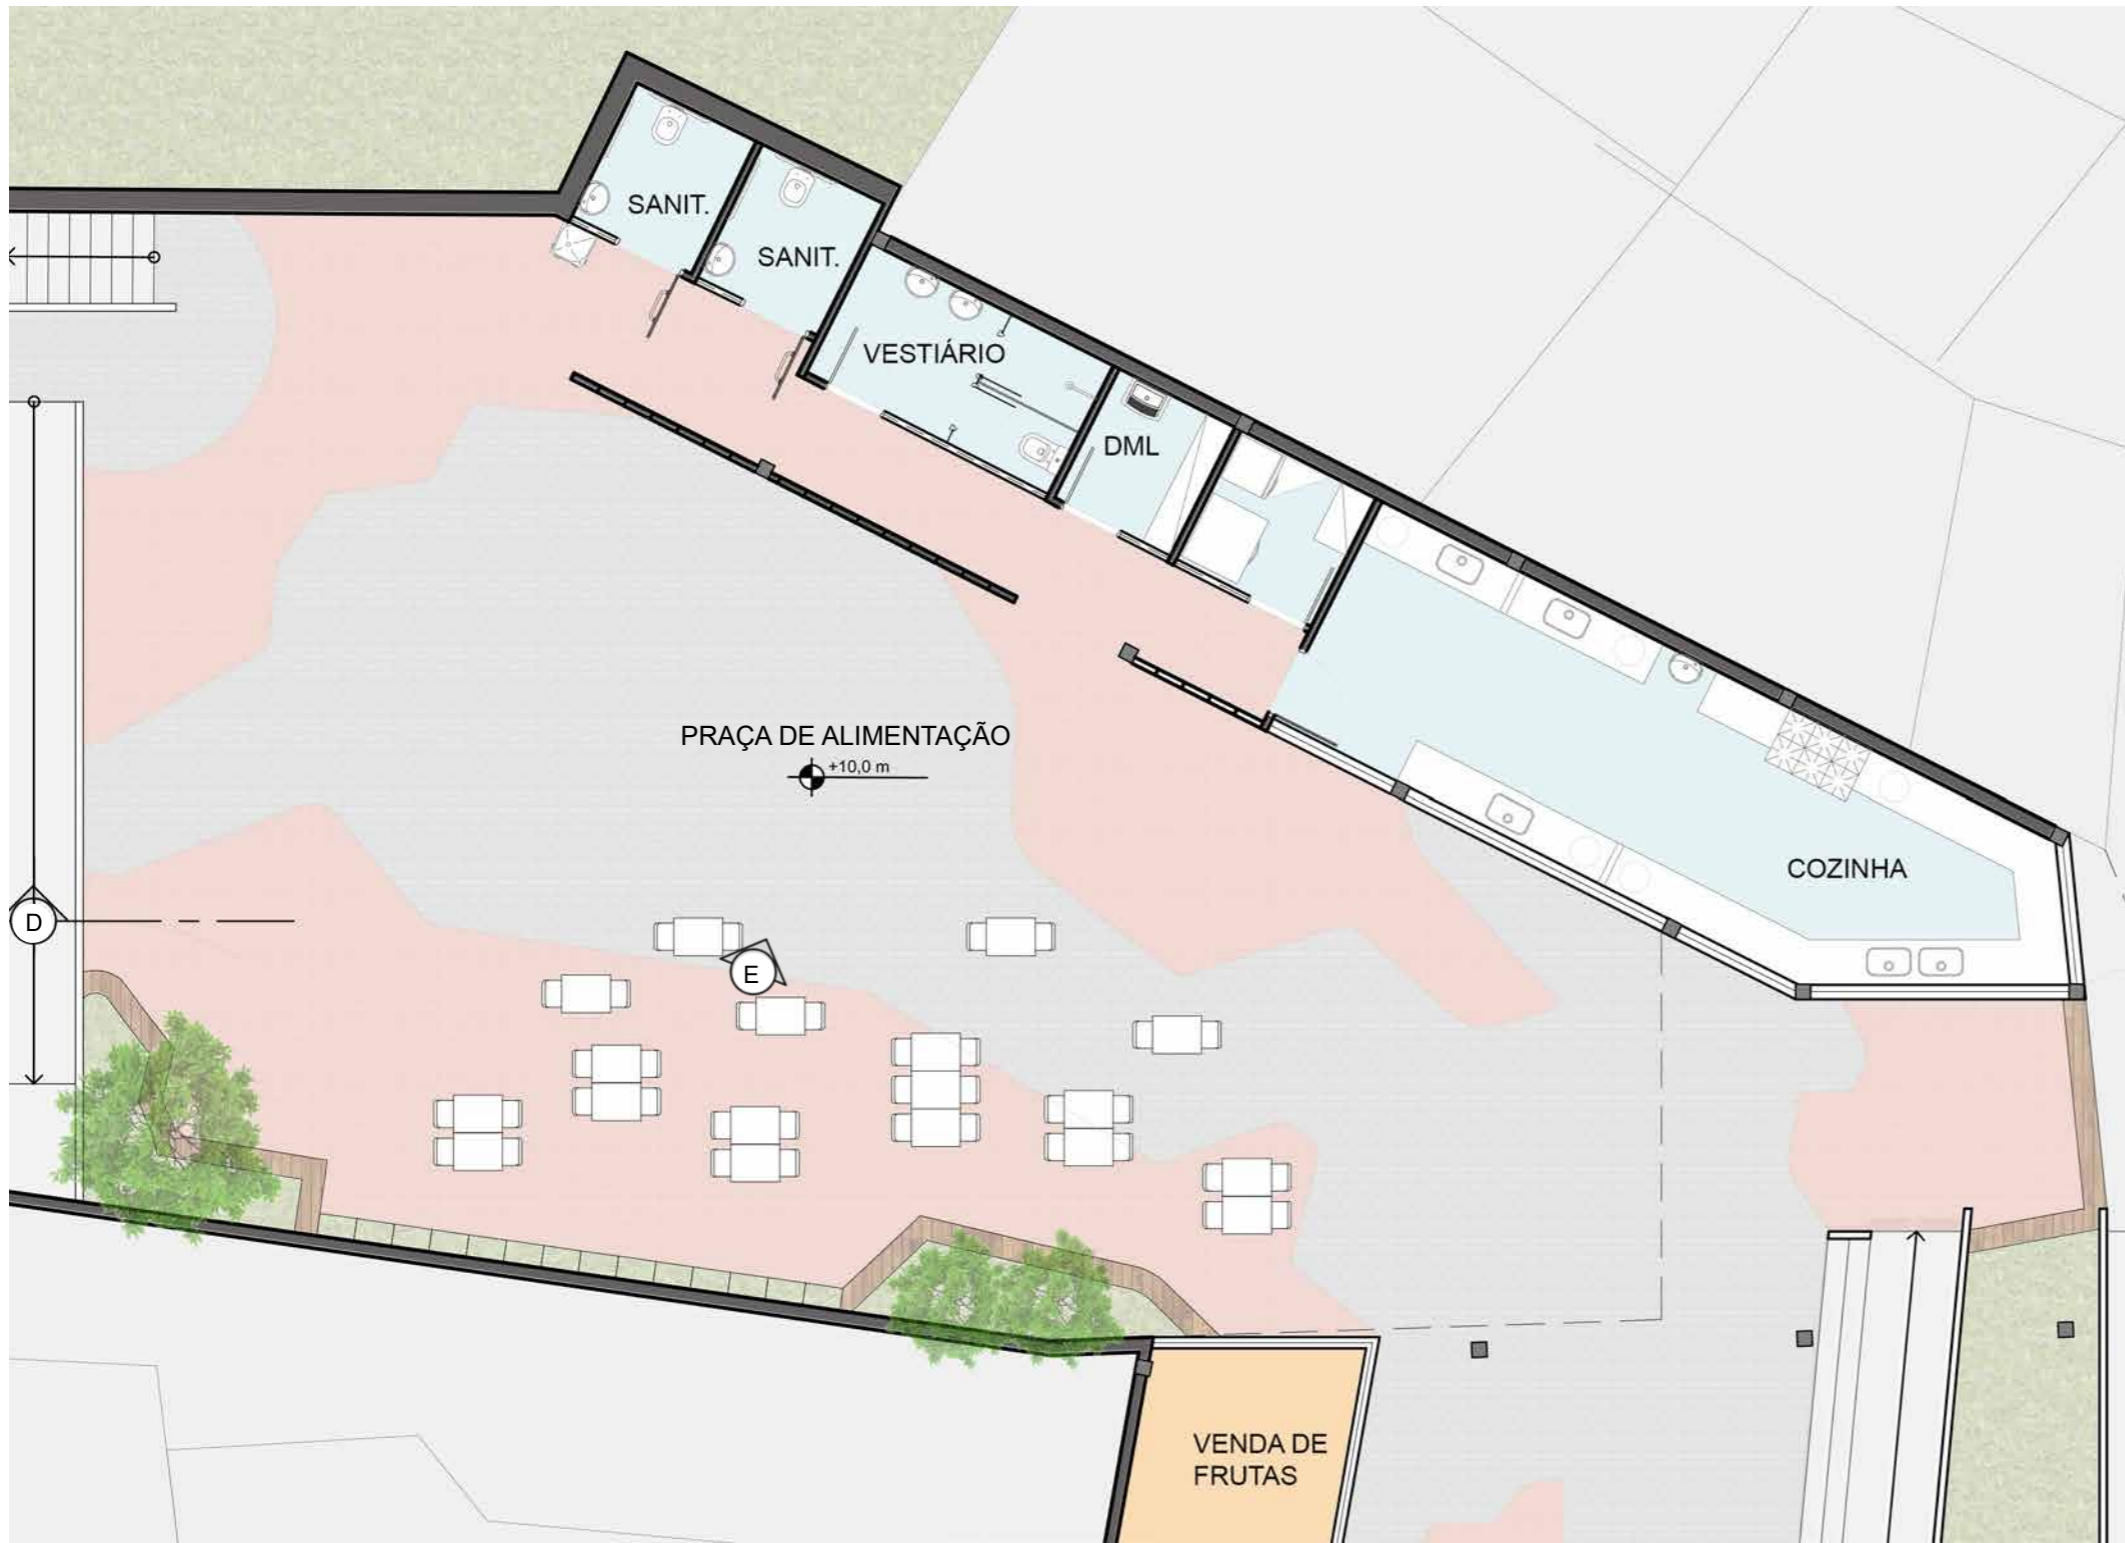 SANIT.
SANIT.
VESTIÁRIO
DML
PRAÇA DE ALIMENTAÇÃO
+10,0 m
COZINHA
D
E
VENDA DE
FRUTAS